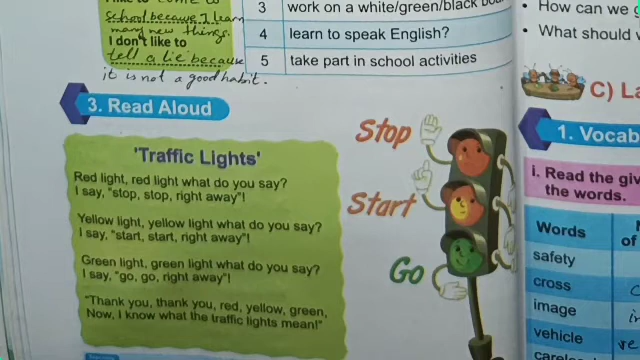 school because I learn
many new things.
I don't like to
tell a lie because
it is not a good habit.
3 work on a white/green/black
4 learn to speak English?
5 take part in school activities
3. Read Aloud
'Traffic Lights'
Red light, red light what do you say?
I say, "stop, stop, right away"!
Yellow light, yellow light what do you say?
I say, "start, start, right away"!
Green light, green light what do you say?
I say, "go, go, right away"!
"Thank you, thank you, red, yellow, green,
Now, I know what the traffic lights mean!"
Stop
Start
Go
• How can we
• What should
C)
1. Vocab
i. Read the
the words.
Words
of
safety
cross
image
vehicle